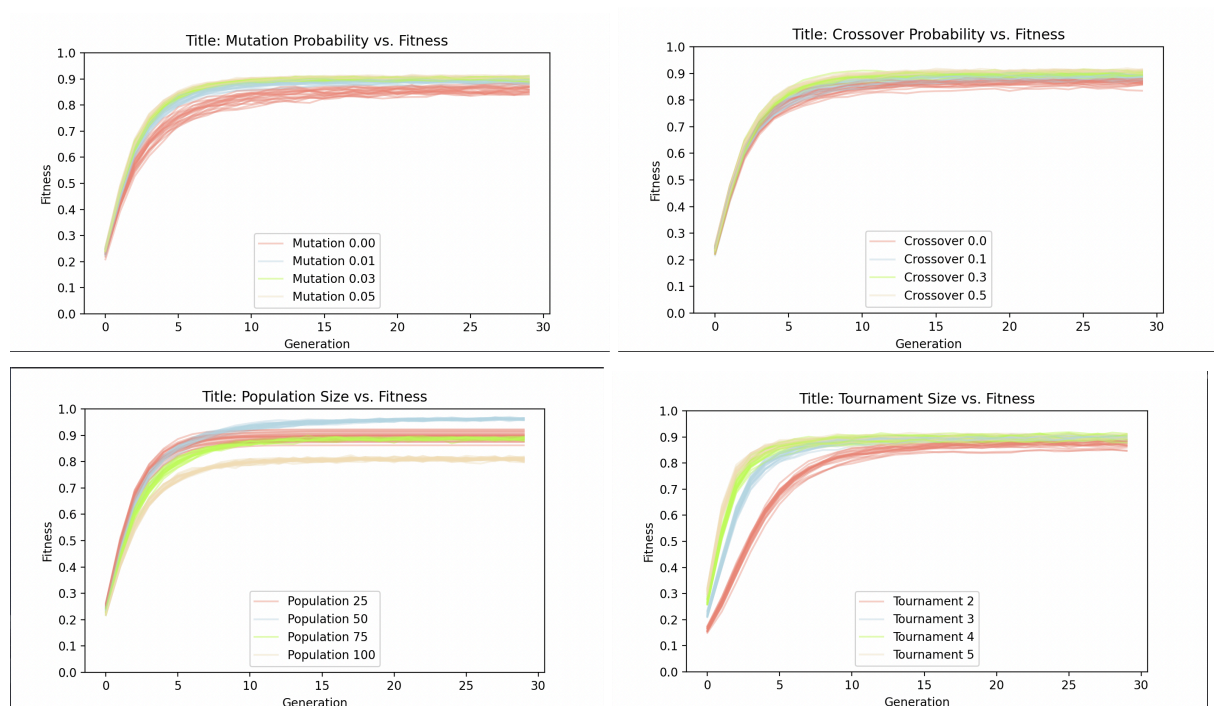 Title: Mutation Probability vs. Fitness
1.0
0.9
0.8
0.7
0.6
0.5
0.4
0.3
0.2
0.1
0.0
Fitness
Mutation 0.00
Mutation 0.01
Mutation 0.03
Mutation 0.05
0 5 10 15 20 25 30
Generation
Title: Crossover Probability vs. Fitness
1.0
0.9
0.8
0.7
0.6
0.5
0.4
0.3
0.2
0.1
0.0
Fitness
Crossover 0.0
Crossover 0.1
Crossover 0.3
Crossover 0.5
0 5 10 15 20 25 30
Generation
Title: Population Size vs. Fitness
1.0
0.9
0.8
0.7
0.6
0.5
0.4
0.3
0.2
0.1
0.0
Fitness
Population 25
Population 50
Population 75
Population 100
0 5 10 15 20 25 30
Generation
Title: Tournament Size vs. Fitness
1.0
0.9
0.8
0.7
0.6
0.5
0.4
0.3
0.2
0.1
0.0
Fitness
Tournament 2
Tournament 3
Tournament 4
Tournament 5
0 5 10 15 20 25 30
Generation